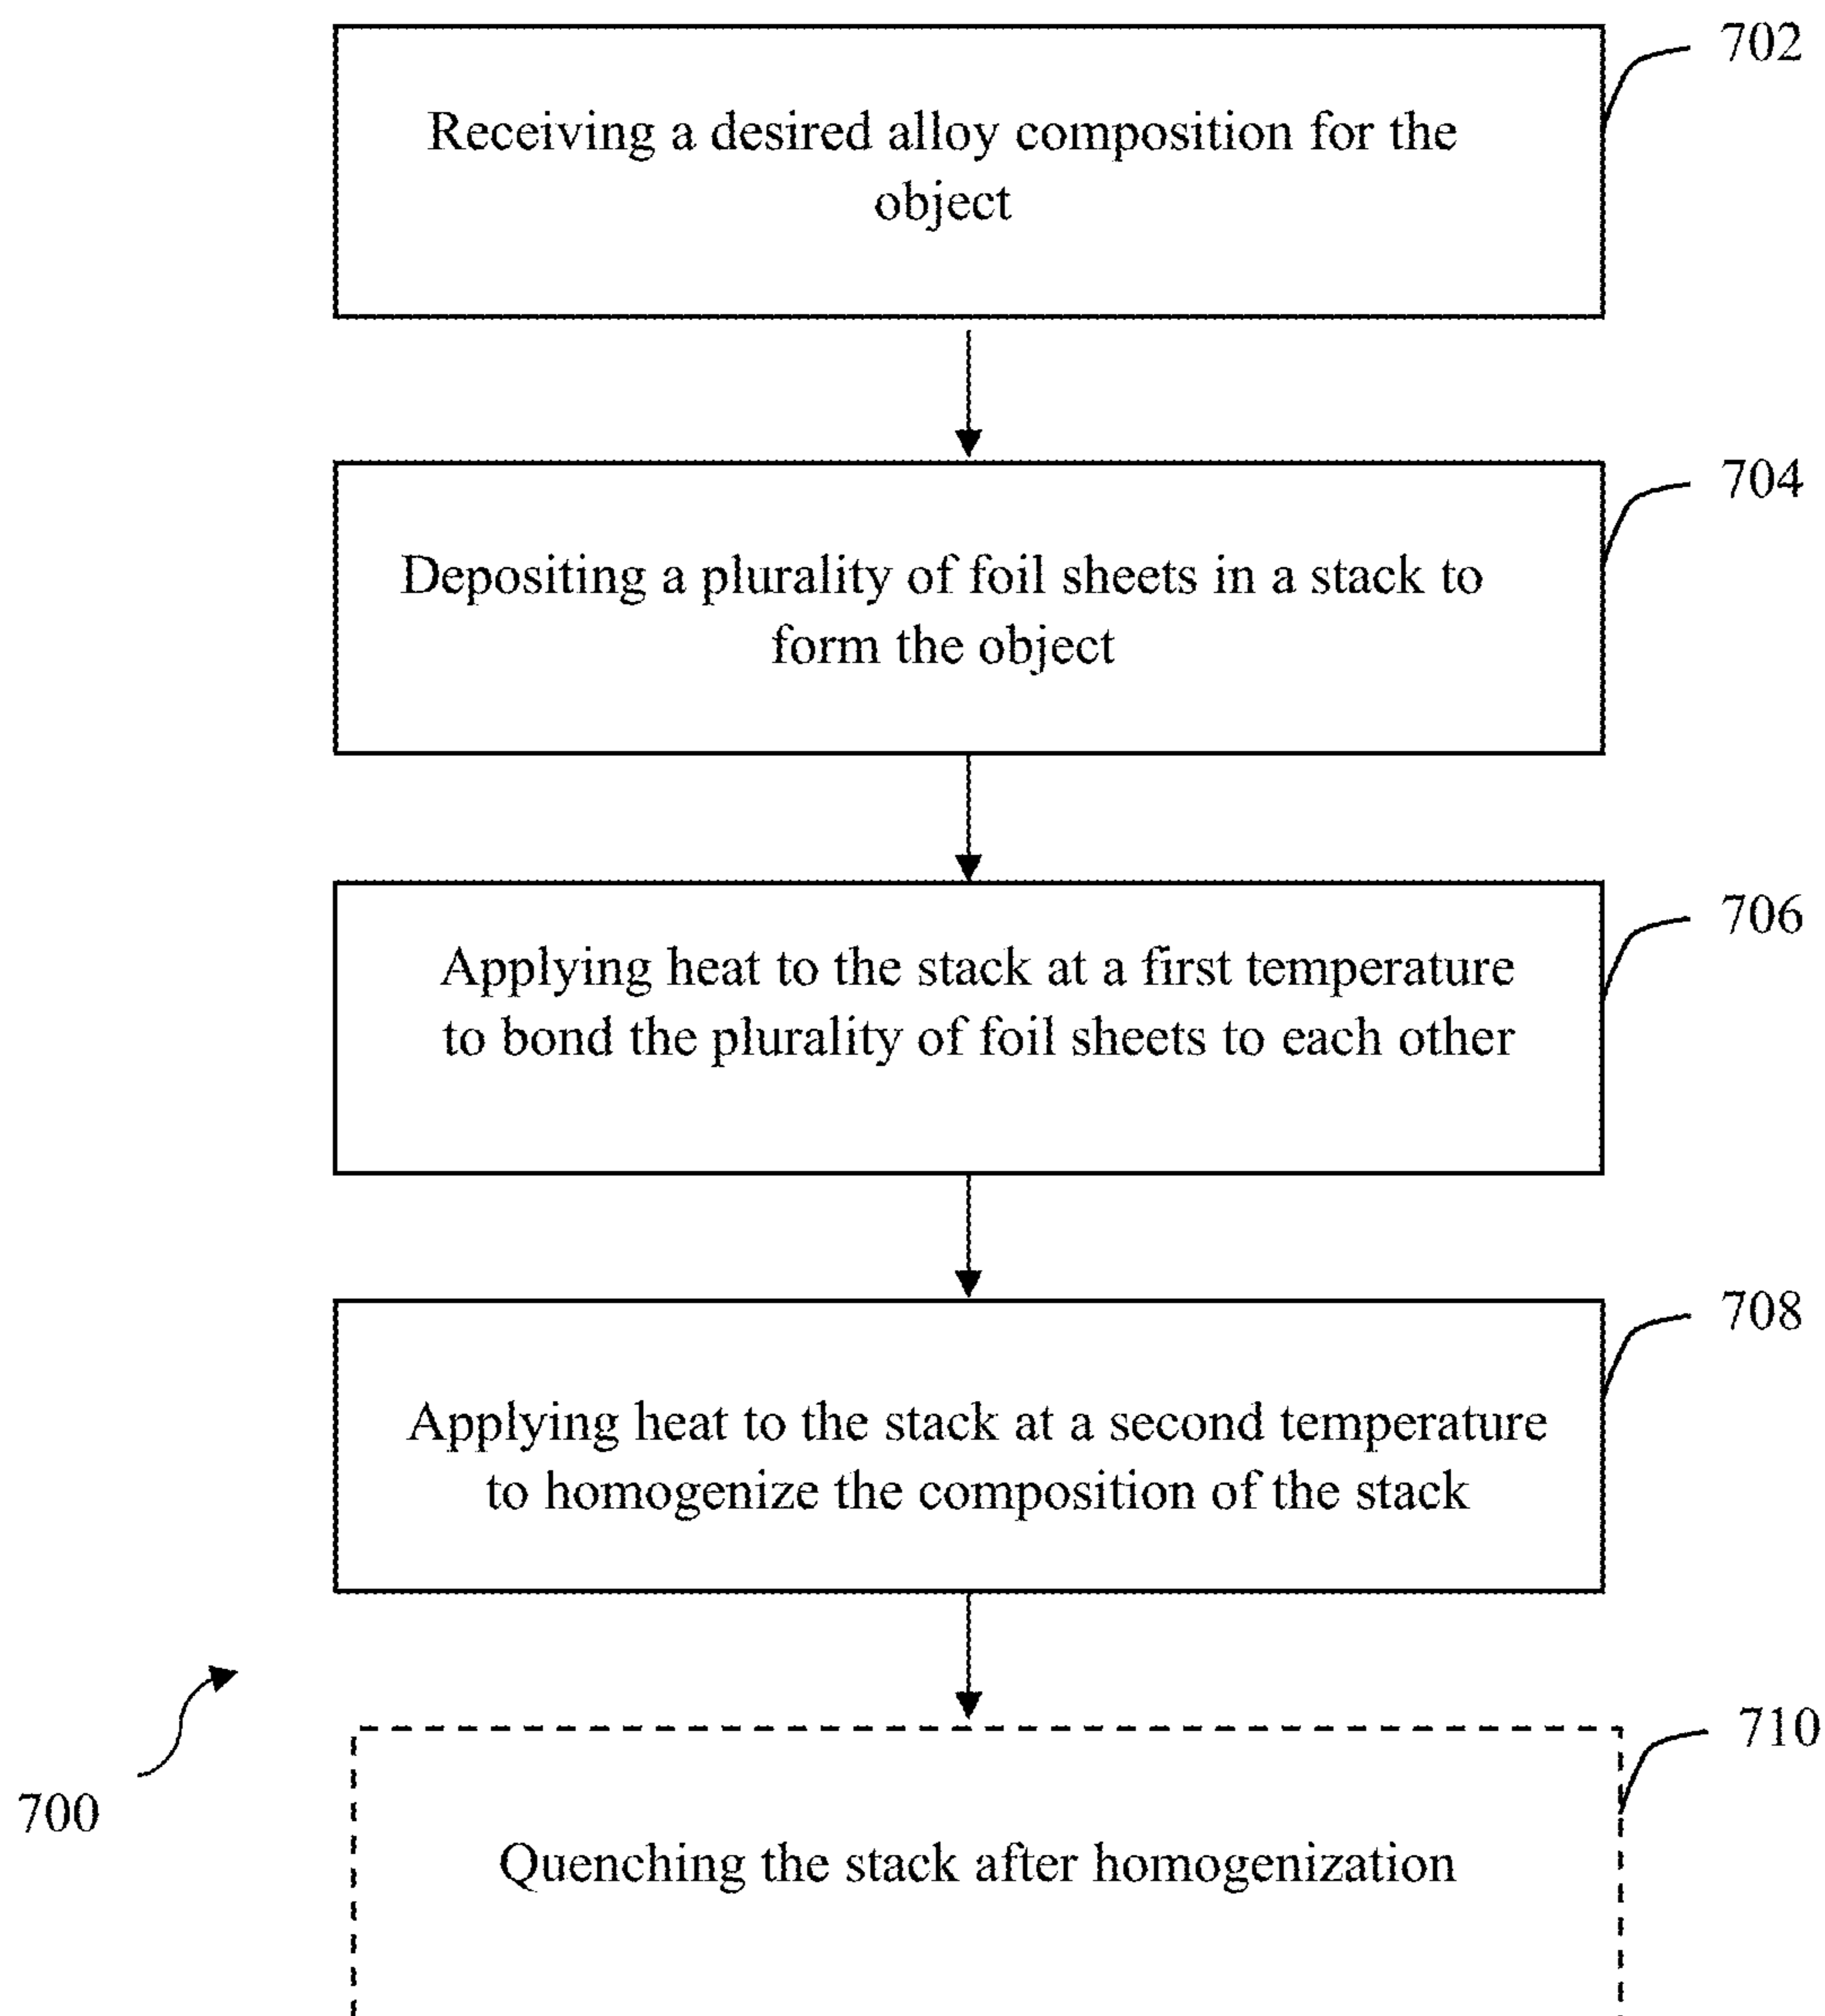 702
Receiving a desired alloy composition for the
object
704
Depositing a plurality of foil sheets in a stack to
form the object
706
Applying heat to the stack at a first temperature
to bond the plurality of foil sheets to each other
708
Applying heat to the stack at a second temperature
to homogenize the composition of the stack
710
700
Quenching the stack after homogenization